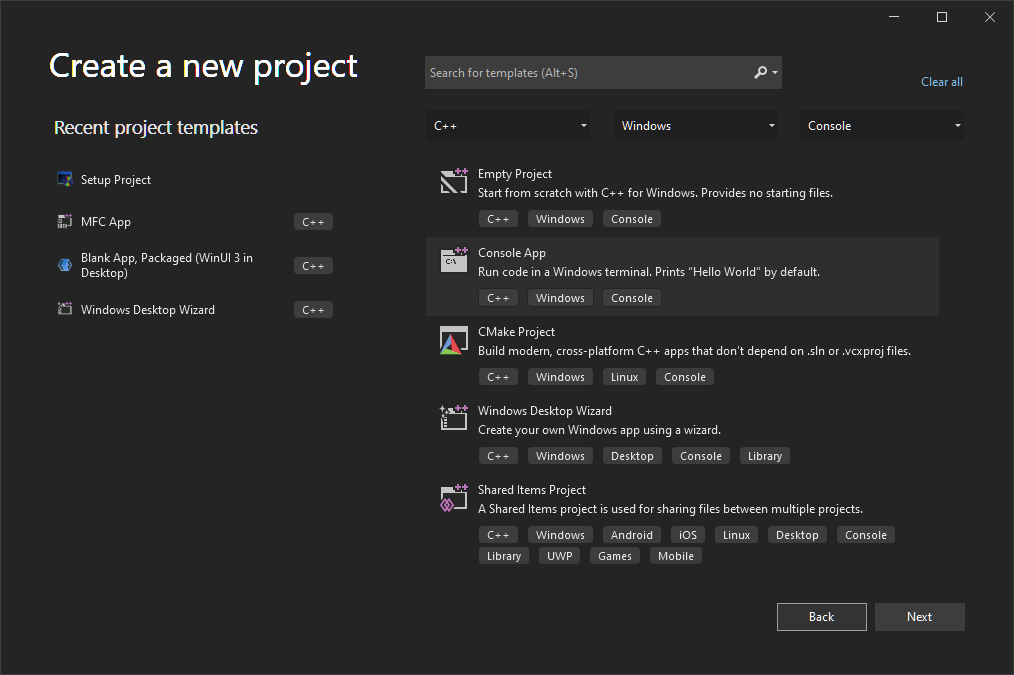 Create a new project
Search for templates (Alt+S)
Clear all
Recent project templates
C++
Windows
Console
Setup Project
MFC App
C++
Blank App, Packaged (WinUI 3 in
Desktop)
C++
Windows Desktop Wizard
C++
Empty Project
Start from scratch with C++ for Windows. Provides no starting files.
C++ Windows Console
C:\
Console App
Run code in a Windows terminal. Prints “Hello World” by default.
C++ Windows Console
CMake Project
Build modern, cross-platform C++ apps that don’t depend on .sln or .vcxproj files.
C++ Windows Linux Console
Windows Desktop Wizard
Create your own Windows app using a wizard.
C++ Windows Desktop Console Library
Shared Items Project
A Shared Items project is used for sharing files between multiple projects.
C++ Windows Android iOS Linux Desktop Console
Library UWP Games Mobile
Back
Next